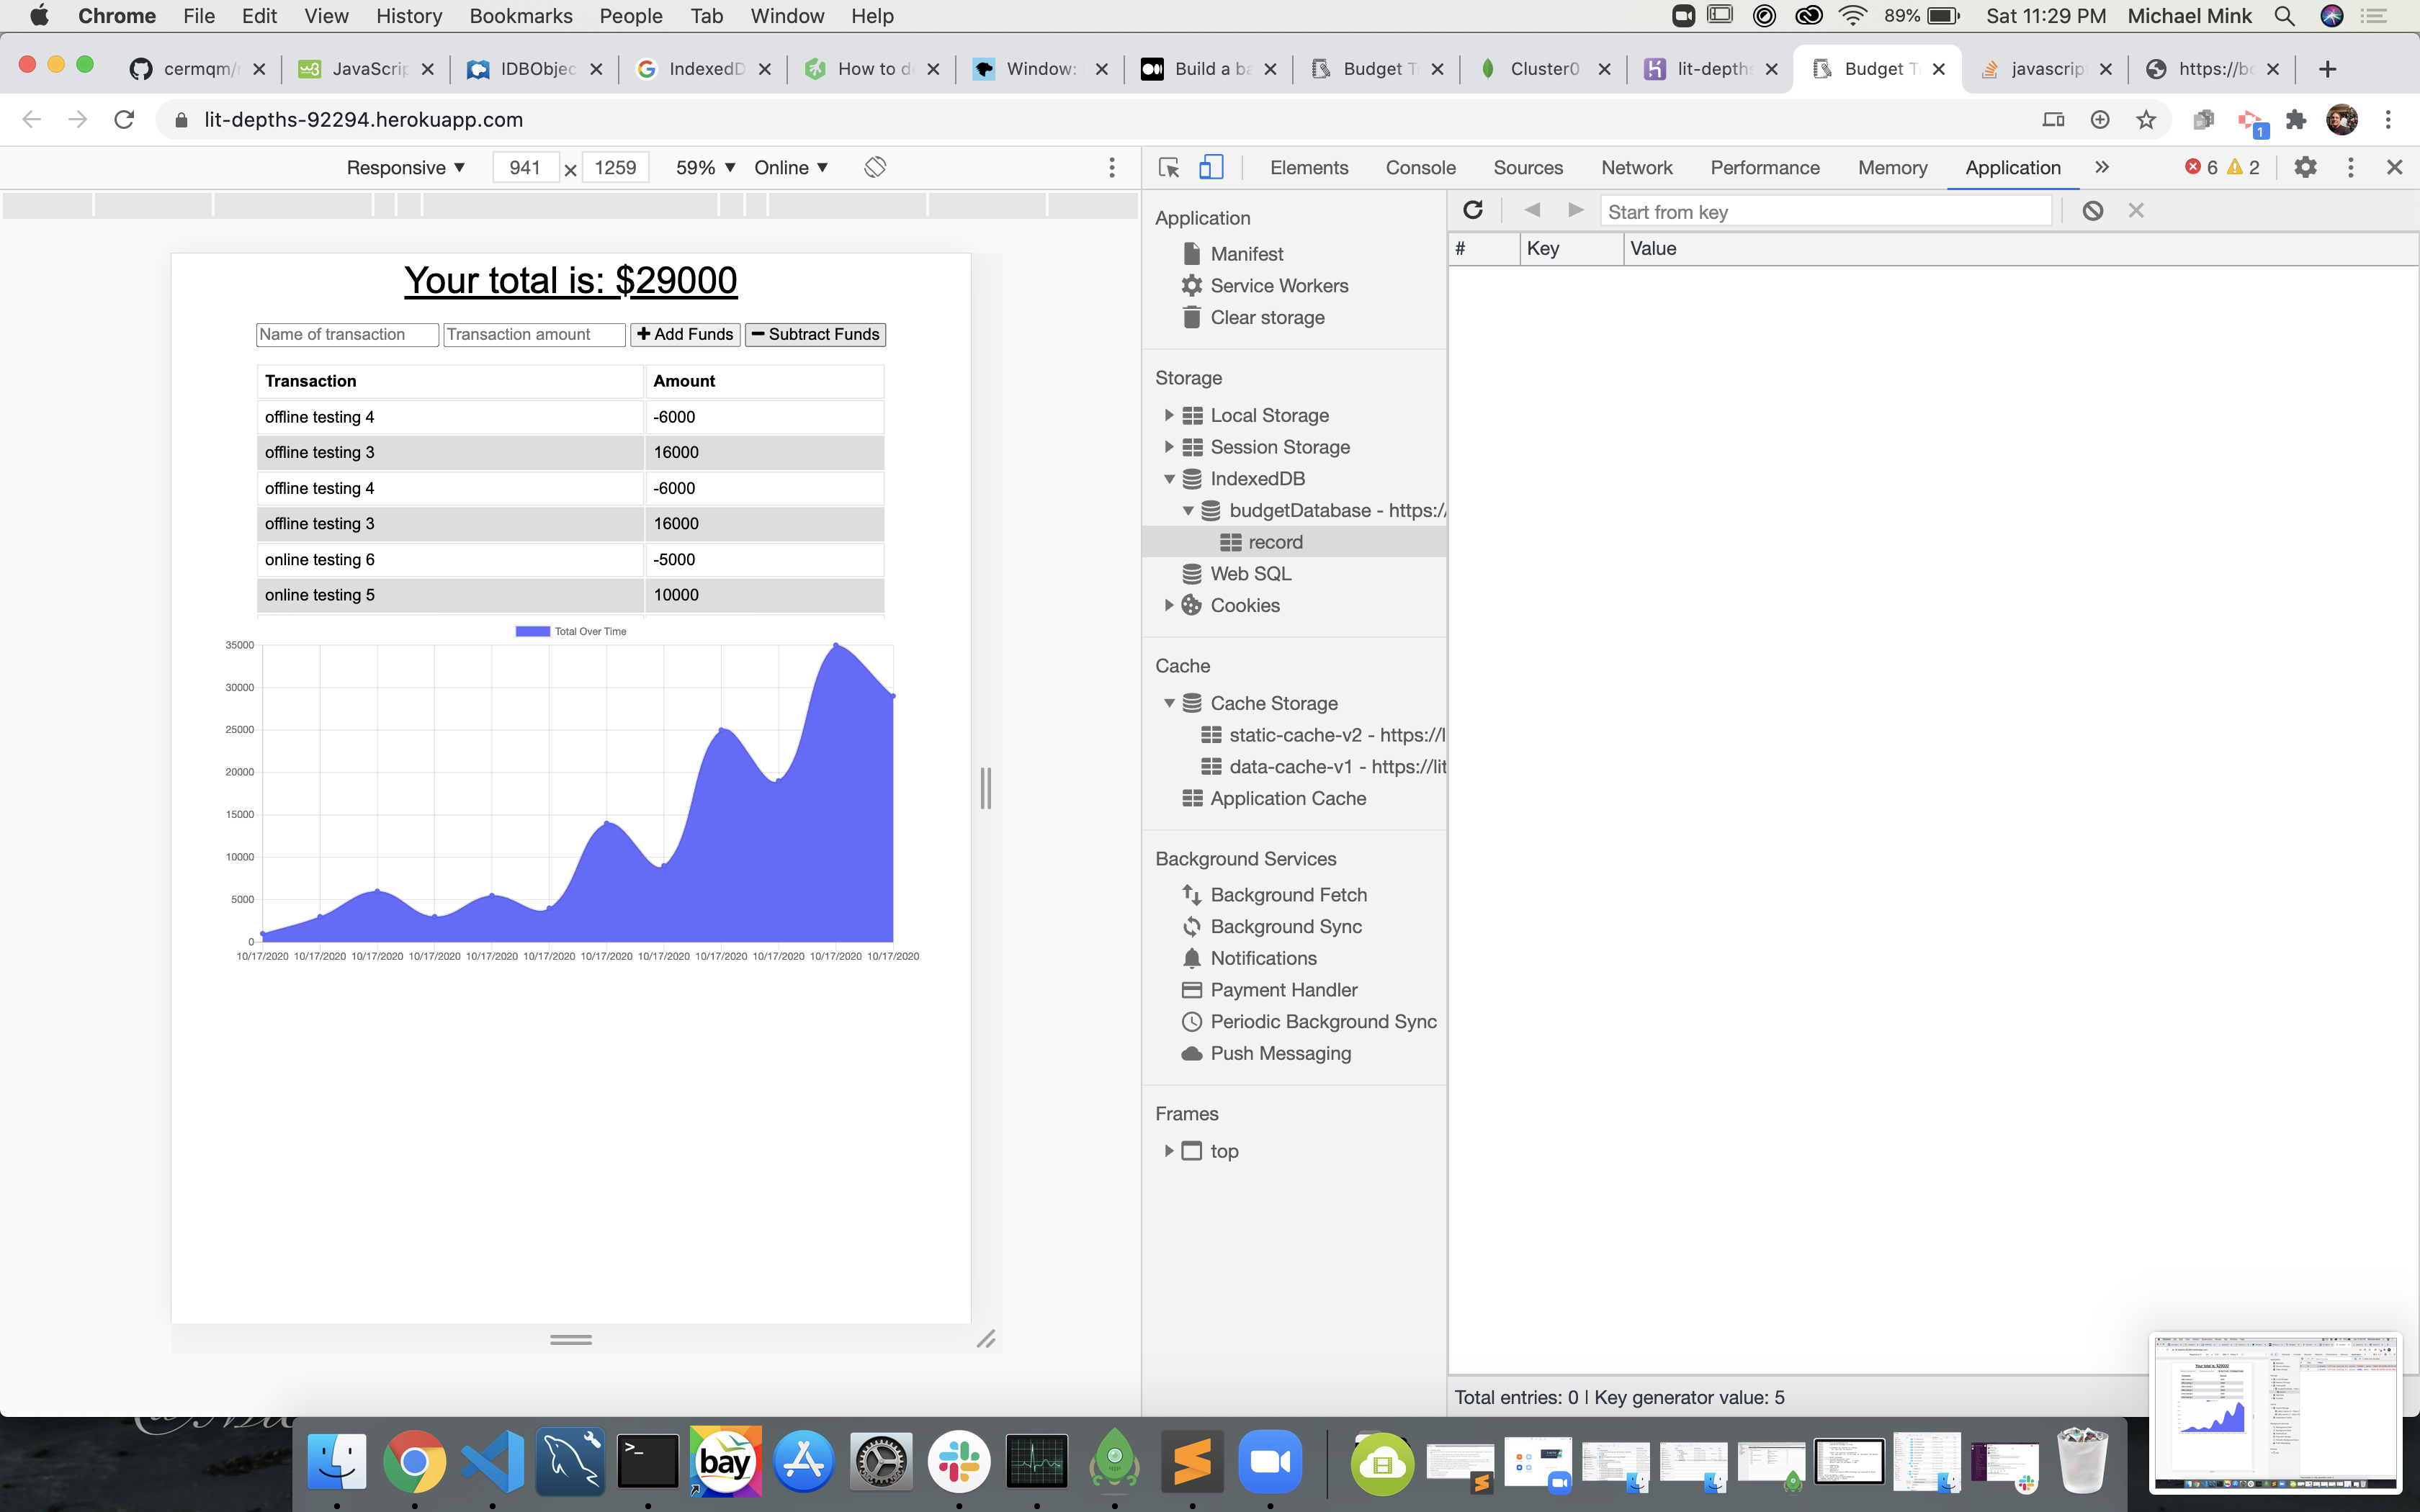 Chrome File Edit View History Bookmarks People Tab Window Help 89% Sat 11:29 PM Michael Mink
cermqm/ JavaScrip IDBObjec IndexedD How to d Window: Build a ba Budget T Cluster0 lit-depths Budget T javascrip https://bo
lit-depths-92294.herokuapp.com 1
Responsive 941 × 1259 59% Online
Elements Console Sources Network Performance Memory Application 6 2
Your total is: $29000
Name of transaction Transaction amount Add Funds Subtract Funds
Transaction Amount
offline testing 4 -6000
offline testing 3 16000
offline testing 4 -6000
offline testing 3 16000
online testing 6 -5000
online testing 5 10000
Total Over Time
35000
30000
25000
20000
15000
10000
5000
0
10/17/2020 10/17/2020 10/17/2020 10/17/2020 10/17/2020 10/17/2020 10/17/2020 10/17/2020 10/17/2020 10/17/2020 10/17/2020 10/17/2020
Application
Manifest
Service Workers
Clear storage
Storage
Local Storage
Session Storage
IndexedDB
budgetDatabase - https:/
record
Web SQL
Cookies
Cache
Cache Storage
static-cache-v2 - https://l
data-cache-v1 - https://lit
Application Cache
Background Services
Background Fetch
Background Sync
Notifications
Payment Handler
Periodic Background Sync
Push Messaging
Frames
top
Start from key
# Key Value
Total entries: 0 | Key generator value: 5
bay
Your total is: $29000